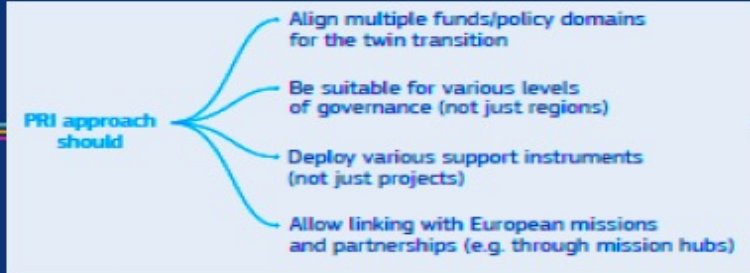 Align multiple funds/policy domains
for the twin transition
Be suitable for various levels
of governance (not just regions)
PRI approach
should
Deploy various support instruments
(not just projects)
Allow linking with European missions
and partnerships (e.g. through mission hubs)